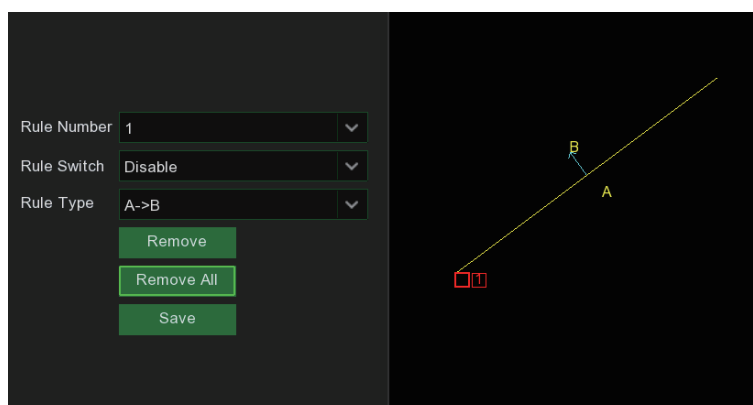 Rule Number 1
Rule Switch Disable
Rule Type A->B
Remove
Remove All
Save
B
A
1